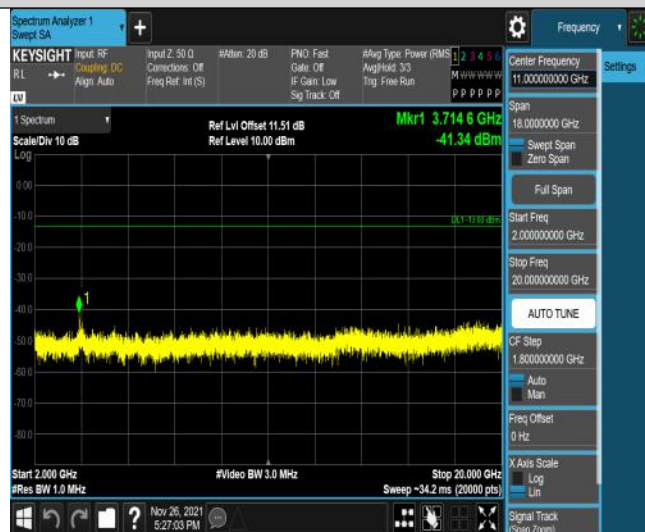 Spectrum Analyzer 1
Swept SA
+
Frequency
KEYSIGHT
RL
LM
Input: RF
Coupling: DC
Align: Auto
Input Z: 50 Ω
Corrections: Off
Freq Ref: Int (S)
#Atten: 20 dB
PNO: Fast
Gate: Off
IF Gain: Low
Sig Track: Off
#Avg Type: Power (RMS
Avg|Hold: 3/3
Trig: Free Run
1 2 3 4 5 6
M W W W W W
P P P P P P
1 Spectrum
Scale/Div 10 dB
Log
Ref Lvl Offset 11.51 dB
Ref Level 10.00 dBm
Mkr1 3.714 6 GHz
-41.34 dBm
0.00
-10.0
DL1 -13.00 dBm
-20.0
-30.0
-40.0
1
-50.0
-60.0
-70.0
-80.0
Start 2.000 GHz
#Res BW 1.0 MHz
#Video BW 3.0 MHz
Stop 20.000 GHz
Sweep ~34.2 ms (20000 pts)
Nov 26, 2021
5:27:03 PM
?
Center Frequency
11.000000000 GHz
Settings
Span
18.0000000 GHz
Swept Span
Zero Span
Full Span
Start Freq
2.000000000 GHz
Stop Freq
20.000000000 GHz
AUTO TUNE
CF Step
1.800000000 GHz
Auto
Man
Freq Offset
0 Hz
X Axis Scale
Log
Lin
Signal Track
(Span Zoom)